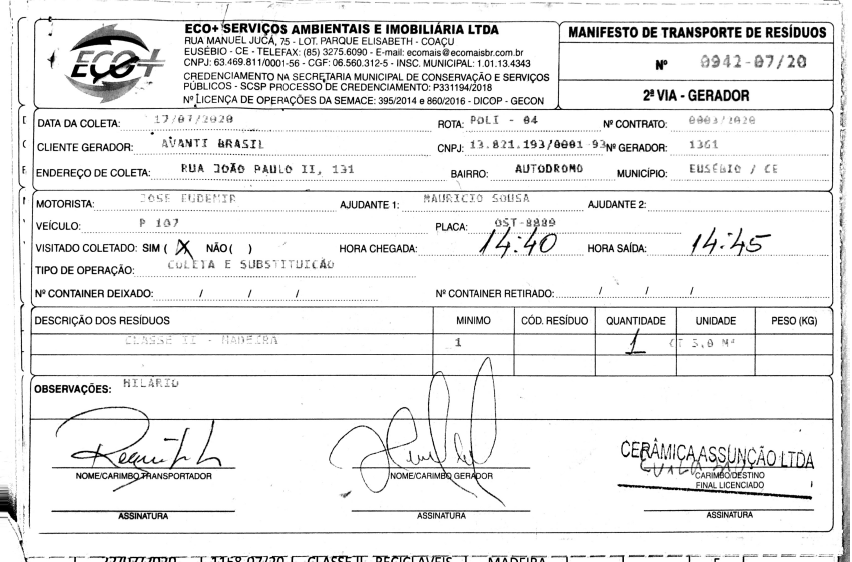 ECO+
ECO+ SERVIÇOS AMBIENTAIS E IMOBILIÁRIA LTDA
RUA MANUEL JUCÁ, 75 - LOT. PARQUE ELISABETH - COAÇU
EUSÉBIO - CE - TELEFAX: (85) 3275.6090 - E-mail: ecomais@ecomaisbr.com.br
CNPJ: 63.469.811/0001-56 - CGF: 06.560.312-5 - INSC. MUNICIPAL: 1.01.13.4343
CREDENCIAMENTO NA SECRETARIA MUNICIPAL DE CONSERVAÇÃO E SERVIÇOS
PÚBLICOS - SCSP PROCESSO DE CREDENCIAMENTO: P331194/2018
Nº LICENÇA DE OPERAÇÕES DA SEMACE: 395/2014 e 860/2016 - DICOP - GECON
MANIFESTO DE TRANSPORTE DE RESÍDUOS
Nº 0942-07/20
2ª VIA - GERADOR
DATA DA COLETA: 17/07/2020 ROTA: POLI - 04 Nº CONTRATO: 0003/2020
CLIENTE GERADOR: AVANTI BRASIL CNPJ: 13.821.193/0001-93 Nº GERADOR: 1361
ENDEREÇO DE COLETA: RUA JOÃO PAULO II, 131 BAIRRO: AUTODROMO MUNICÍPIO: EUSÉBIO / CE
MOTORISTA: JOSE EUDEMIR AJUDANTE 1: MAURICIO SOUSA AJUDANTE 2:
VEÍCULO: P 107 PLACA: OST-8889
VISITADO COLETADO: SIM ( X NÃO ( ) HORA CHEGADA: 14:40 HORA SAÍDA: 14:45
TIPO DE OPERAÇÃO: COLETA E SUBSTITUICÃO
Nº CONTAINER DEIXADO: / / / Nº CONTAINER RETIRADO: / / /
DESCRIÇÃO DOS RESÍDUOS MINIMO CÓD. RESÍDUO QUANTIDADE UNIDADE PESO (KG)
CLASSE II - MADEIRA 1 1 CT 5,0 M³
OBSERVAÇÕES: HILÁRIO
CERÂMICA ASSUNÇÃO LTDA
NOME/CARIMBO TRANSPORTADOR NOME/CARIMBO GERADOR CARIMBO/DESTINO
FINAL LICENCIADO
ASSINATURA ASSINATURA ASSINATURA
1158-07/20 CLASSE II - RECICLAVEIS MADEIRA